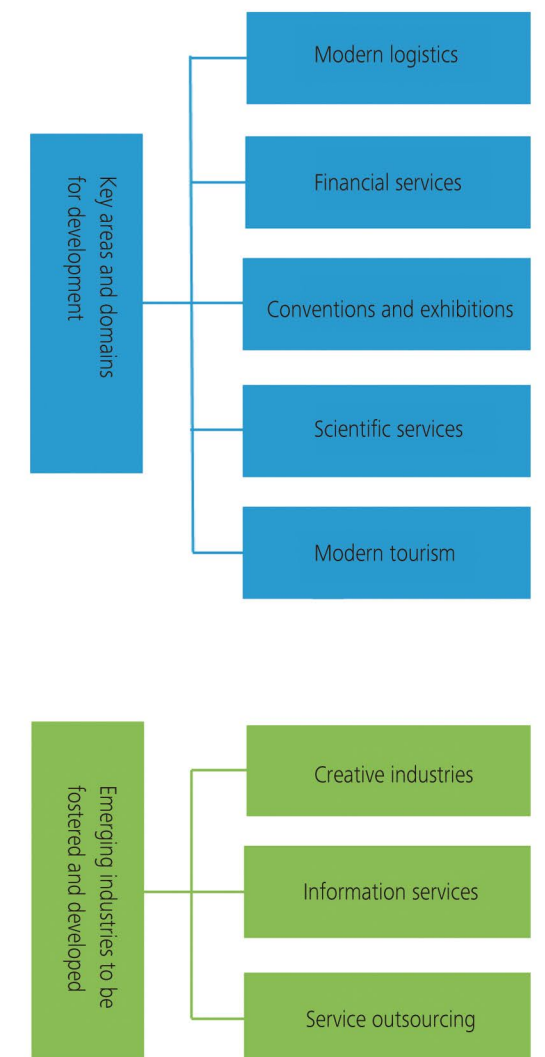 Key areas and domains
for development
Modern logistics
Financial services
Conventions and exhibitions
Scientific services
Modern tourism
Emerging industries to be
fostered and developed
Creative industries
Information services
Service outsourcing